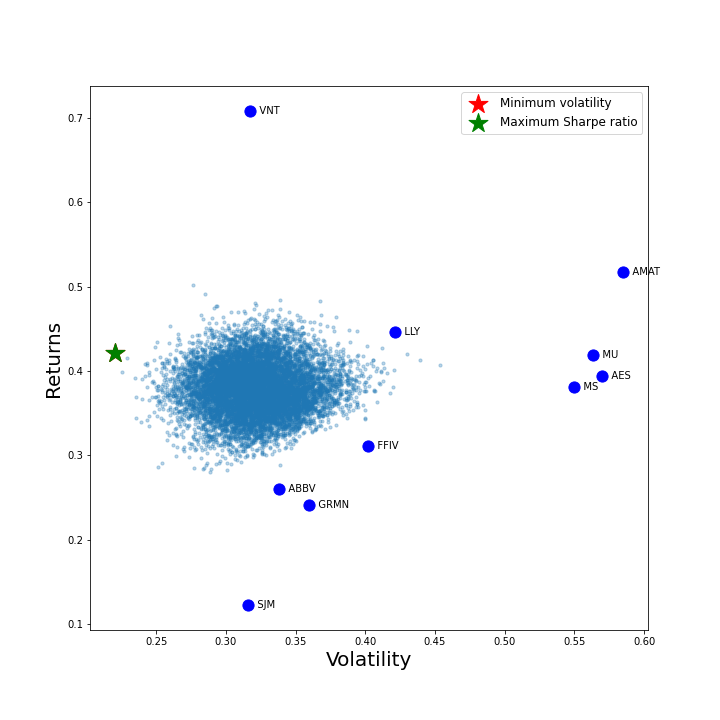 Minimum volatility
Maximum Sharpe ratio
VNT
AMAT
LLY
MU
AES
MS
FFIV
ABBV
GRMN
SJM
Returns
0.7
0.6
0.5
0.4
0.3
0.2
0.1
0.25 0.30 0.35 0.40 0.45 0.50 0.55 0.60
Volatility